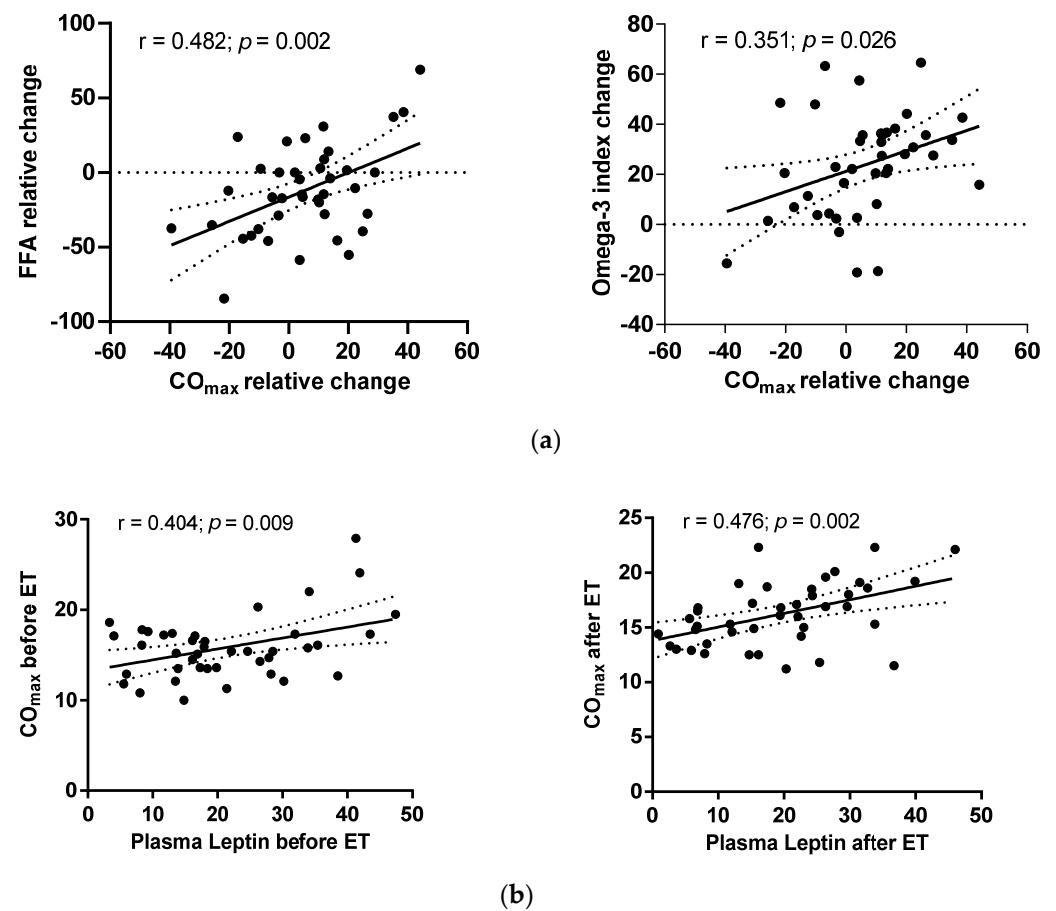 r = 0.482; p = 0.002
FFA relative change
100
50
0
-50
-100
-60 -40 -20 0 20 40 60
COmax relative change
r = 0.351; p = 0.026
Omega-3 index change
80
60
40
20
0
-20
-40
-60 -40 -20 0 20 40 60
COmax relative change
(a)
r = 0.404; p = 0.009
COmax before ET
30
20
10
0
0 10 20 30 40 50
Plasma Leptin before ET
r = 0.476; p = 0.002
COmax after ET
25
20
15
10
5
0
0 10 20 30 40 50
Plasma Leptin after ET
(b)